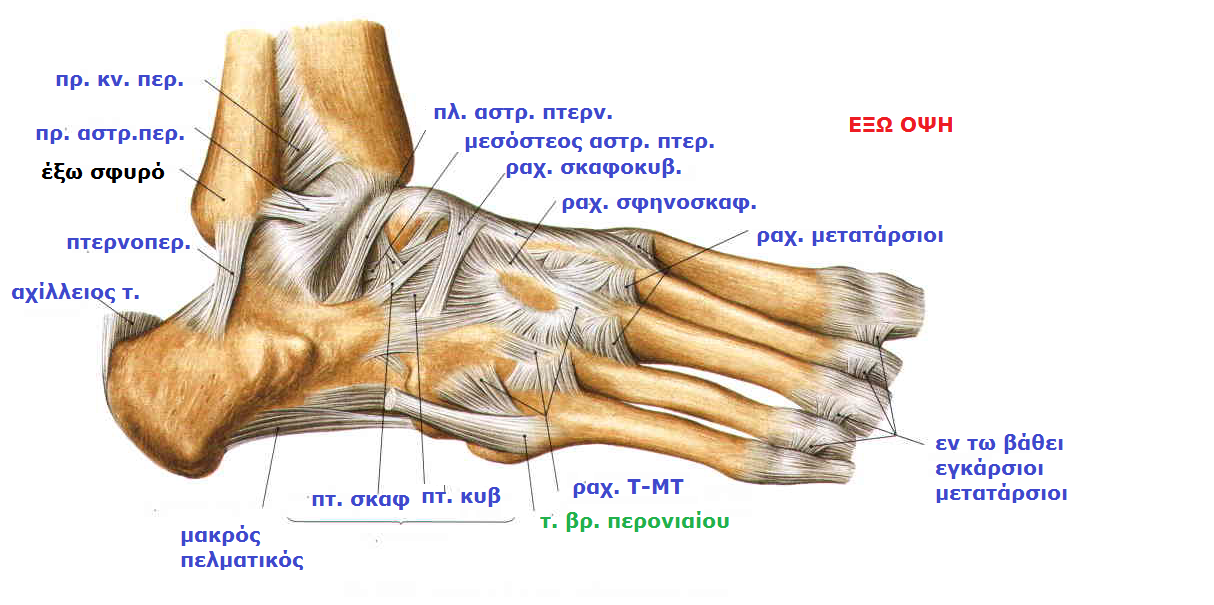 πρ. κν. περ.
πρ. αστρ.περ.
έξω σφυρό
πτερνοπερ.
αχίλλειος τ.
πλ. αστρ. πτερν.
μεσόστεος αστρ. πτερ.
ραχ. σκαφοκυβ.
ραχ. σφηνοσκαφ.
ραχ. μετατάρσιοι
ΕΞΩ ΟΨΗ
εν τω βάθει
εγκάρσιοι
μετατάρσιοι
πτ. σκαφ
πτ. κυβ
ραχ. Τ-ΜΤ
τ. βρ. περονιαίου
μακρός
πελματικός